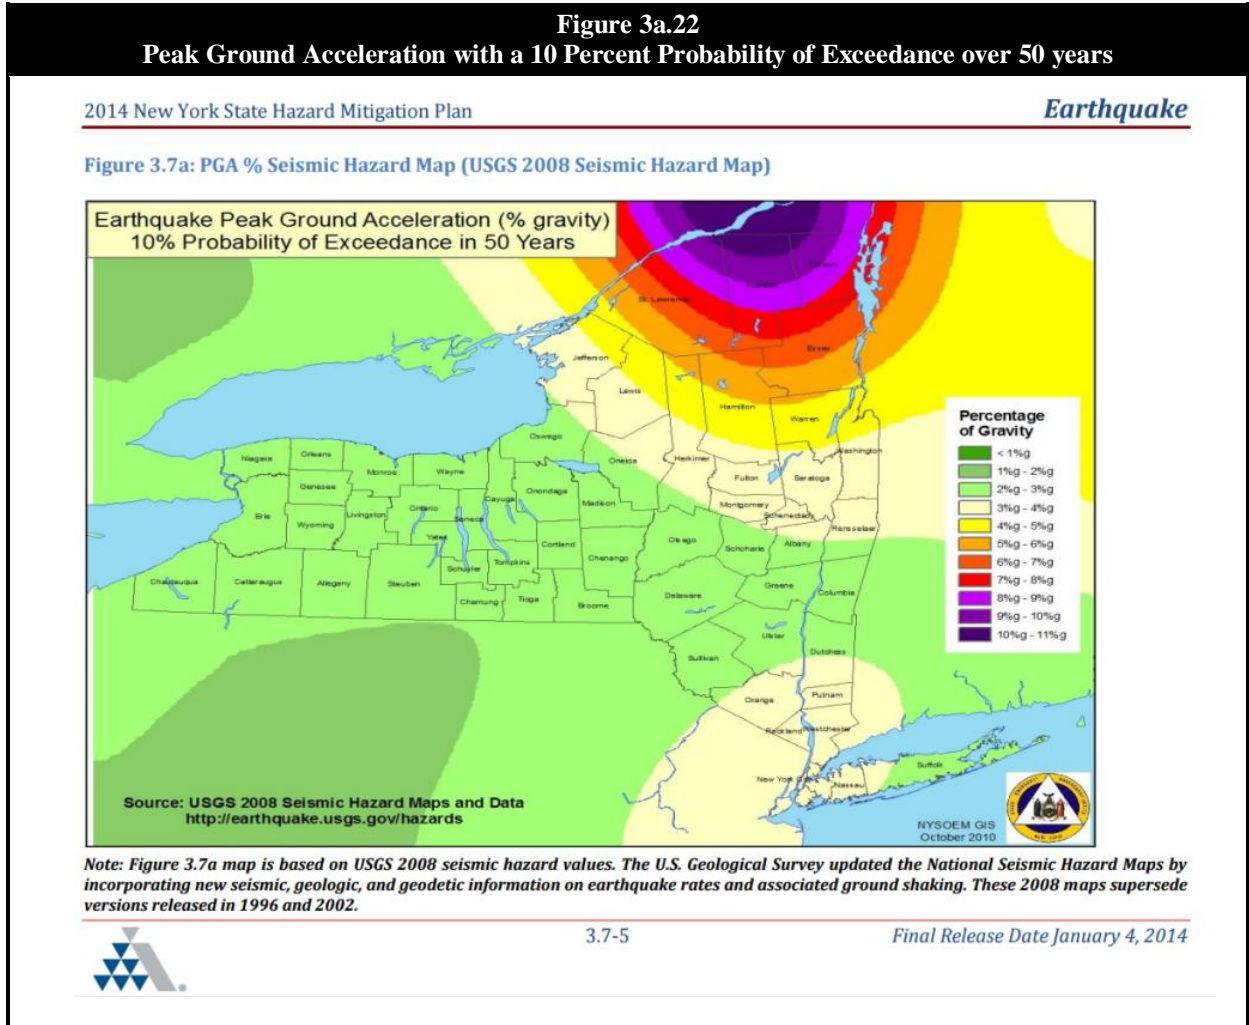 Figure 3a.22
Peak Ground Acceleration with a 10 Percent Probability of Exceedance over 50 years
2014 New York State Hazard Mitigation Plan
Earthquake
Figure 3.7a: PGA % Seismic Hazard Map (USGS 2008 Seismic Hazard Map)
Earthquake Peak Ground Acceleration (% gravity)
10% Probability of Exceedance in 50 Years
Clinton
Franklin
St. Lawrence
Essex
Jefferson
Lewis
Hamilton
Warren
Oswego
Oneida
Herkimer
Washington
Fulton
Saratoga
Niagara
Orleans
Monroe
Wayne
Genesee
Cayuga
Onondaga
Madison
Montgomery
Schenectady
Rensselaer
Erie
Wyoming
Livingston
Ontario
Seneca
Yates
Cortland
Chenango
Otsego
Schoharie
Albany
Chautauqua
Cattaraugus
Allegany
Steuben
Schuyler
Tompkins
Chemung
Tioga
Broome
Delaware
Greene
Columbia
Ulster
Sullivan
Dutchess
Orange
Putnam
Rockland
Westchester
New York
Nassau
Suffolk
Percentage
of Gravity
< 1%g
1%g - 2%g
2%g - 3%g
3%g - 4%g
4%g - 5%g
5%g - 6%g
6%g - 7%g
7%g - 8%g
8%g - 9%g
9%g - 10%g
10%g - 11%g
Source: USGS 2008 Seismic Hazard Maps and Data
http://earthquake.usgs.gov/hazards
NYSOEM GIS
October 2010
Note: Figure 3.7a map is based on USGS 2008 seismic hazard values. The U.S. Geological Survey updated the National Seismic Hazard Maps by
incorporating new seismic, geologic, and geodetic information on earthquake rates and associated ground shaking. These 2008 maps supersede
versions released in 1996 and 2002.
3.7-5
Final Release Date January 4, 2014